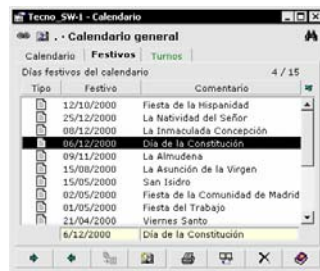 Tecno_SW-1 - Calendario
. · Calendario general
Calendario Festivos Turnos
Días festivos del calendario 4 / 15
Tipo Festivo Comentario
12/10/2000 Fiesta de la Hispanidad
25/12/2000 La Natividad del Señor
08/12/2000 La Inmaculada Concepción
06/12/2000 Día de la Constitución
09/11/2000 La Almudena
15/08/2000 La Asunción de la Virgen
15/05/2000 San Isidro
02/05/2000 Fiesta de la Comunidad de Madrid
01/05/2000 Fiesta del Trabajo
21/04/2000 Viernes Santo
6/12/2000 Día de la Constitución